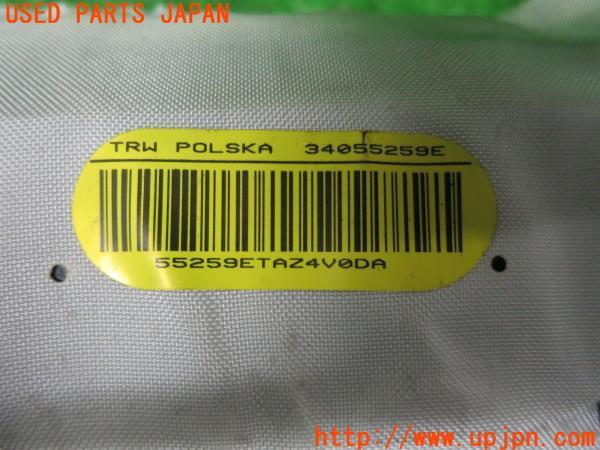 USED PARTS JAPAN
TRW POLSKA 34055259E
55259ETAZ4V0DA
http://www.upjpn.com/